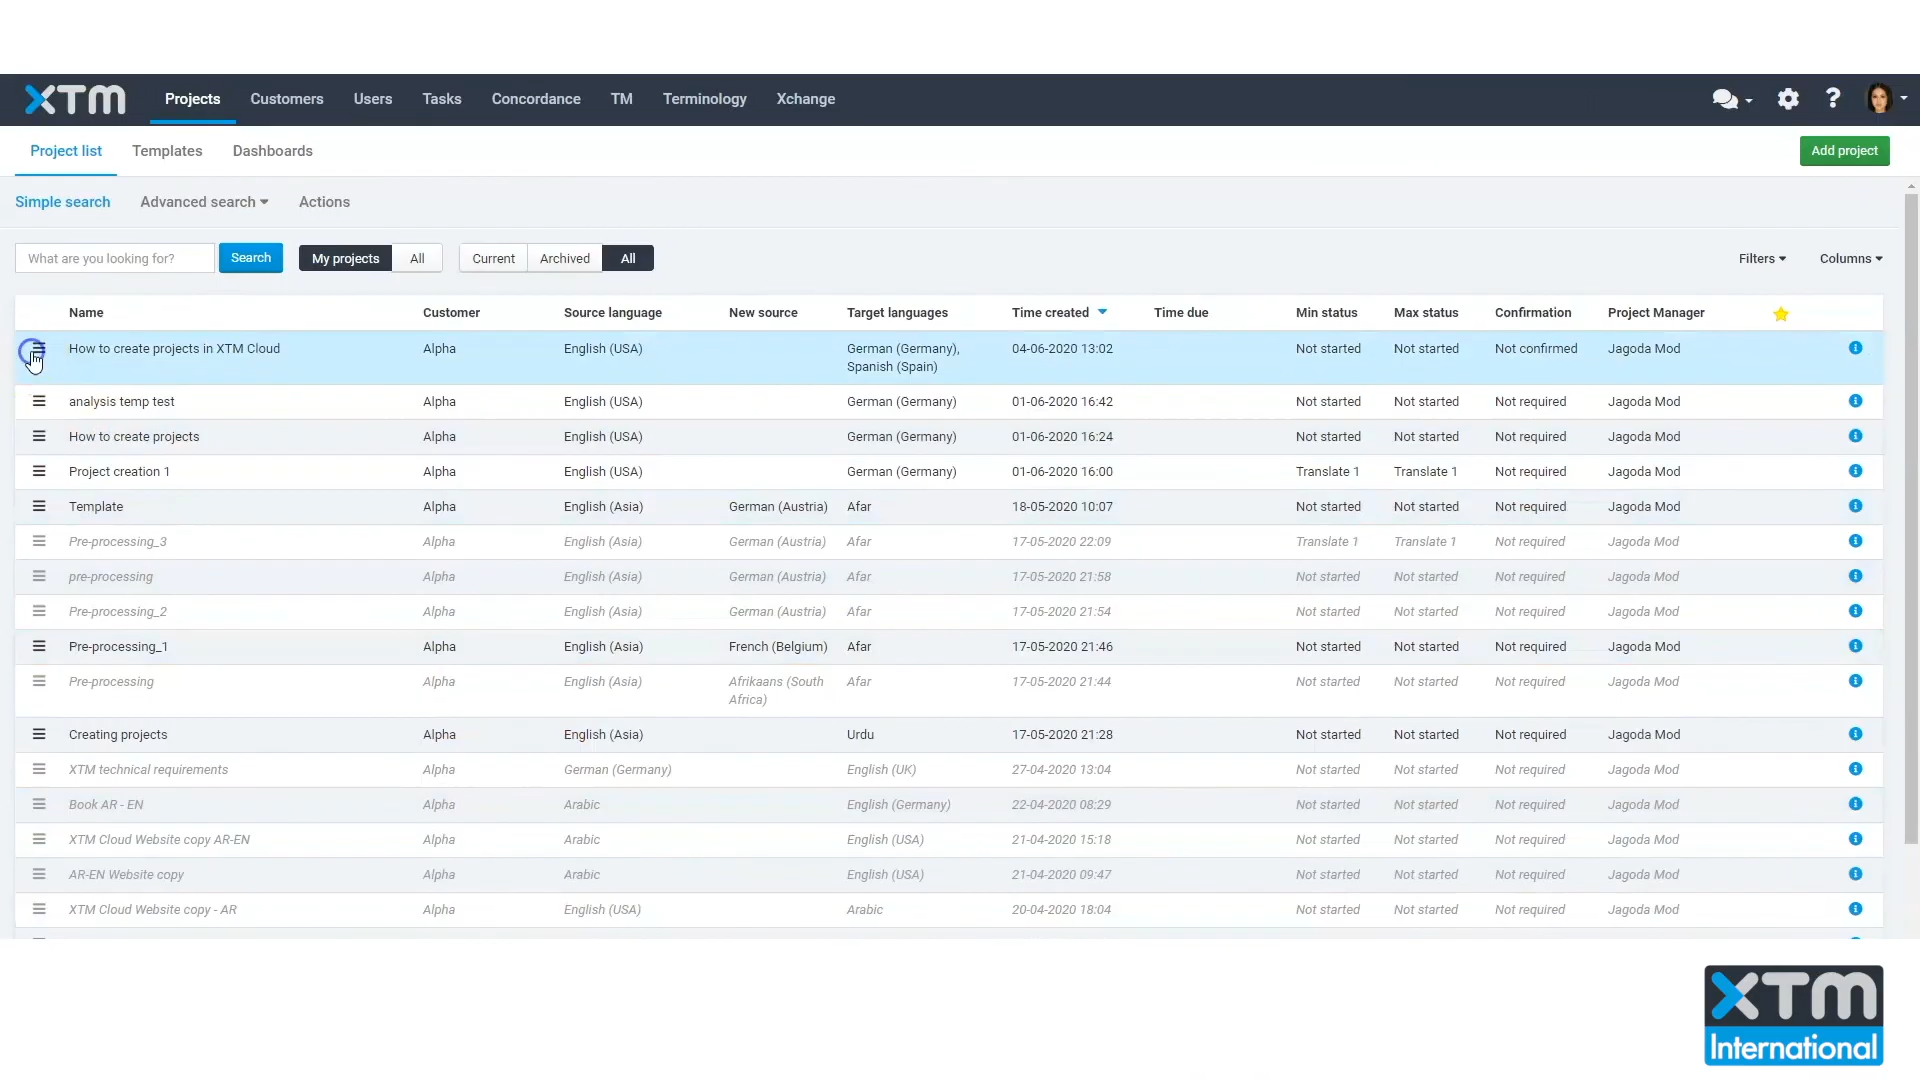 XTM Projects Customers Users Tasks Concordance TM Terminology Xchange
Project list Templates Dashboards Add project
Simple search Advanced search Actions
What are you looking for? Search My projects All Current Archived All Filters Columns
Name Customer Source language New source Target languages Time created Time due Min status Max status Confirmation Project Manager
How to create projects in XTM Cloud Alpha English (USA) German (Germany), 04-06-2020 13:02 Not started Not started Not confirmed Jagoda Mod
Spanish (Spain)
analysis temp test Alpha English (USA) German (Germany) 01-06-2020 16:42 Not started Not started Not required Jagoda Mod
How to create projects Alpha English (USA) German (Germany) 01-06-2020 16:24 Not started Not started Not required Jagoda Mod
Project creation 1 Alpha English (USA) German (Germany) 01-06-2020 16:00 Translate 1 Translate 1 Not required Jagoda Mod
Template Alpha English (Asia) German (Austria) Afar 18-05-2020 10:07 Not started Not started Not required Jagoda Mod
Pre-processing_3 Alpha English (Asia) German (Austria) Afar 17-05-2020 22:09 Translate 1 Translate 1 Not required Jagoda Mod
pre-processing Alpha English (Asia) German (Austria) Afar 17-05-2020 21:58 Not started Not started Not required Jagoda Mod
Pre-processing_2 Alpha English (Asia) German (Austria) Afar 17-05-2020 21:54 Not started Not started Not required Jagoda Mod
Pre-processing_1 Alpha English (Asia) French (Belgium) Afar 17-05-2020 21:46 Not started Not started Not required Jagoda Mod
Pre-processing Alpha English (Asia) Afrikaans (South Afar 17-05-2020 21:44 Not started Not started Not required Jagoda Mod
Africa)
Creating projects Alpha English (Asia) Urdu 17-05-2020 21:28 Not started Not started Not required Jagoda Mod
XTM technical requirements Alpha German (Germany) English (UK) 27-04-2020 13:04 Not started Not started Not required Jagoda Mod
Book AR - EN Alpha Arabic English (Germany) 22-04-2020 08:29 Not started Not started Not required Jagoda Mod
XTM Cloud Website copy AR-EN Alpha Arabic English (USA) 21-04-2020 15:18 Not started Not started Not required Jagoda Mod
AR-EN Website copy Alpha Arabic English (USA) 21-04-2020 09:47 Not started Not started Not required Jagoda Mod
XTM Cloud Website copy - AR Alpha English (USA) Arabic 20-04-2020 18:04 Not started Not started Not required Jagoda Mod
XTM
International